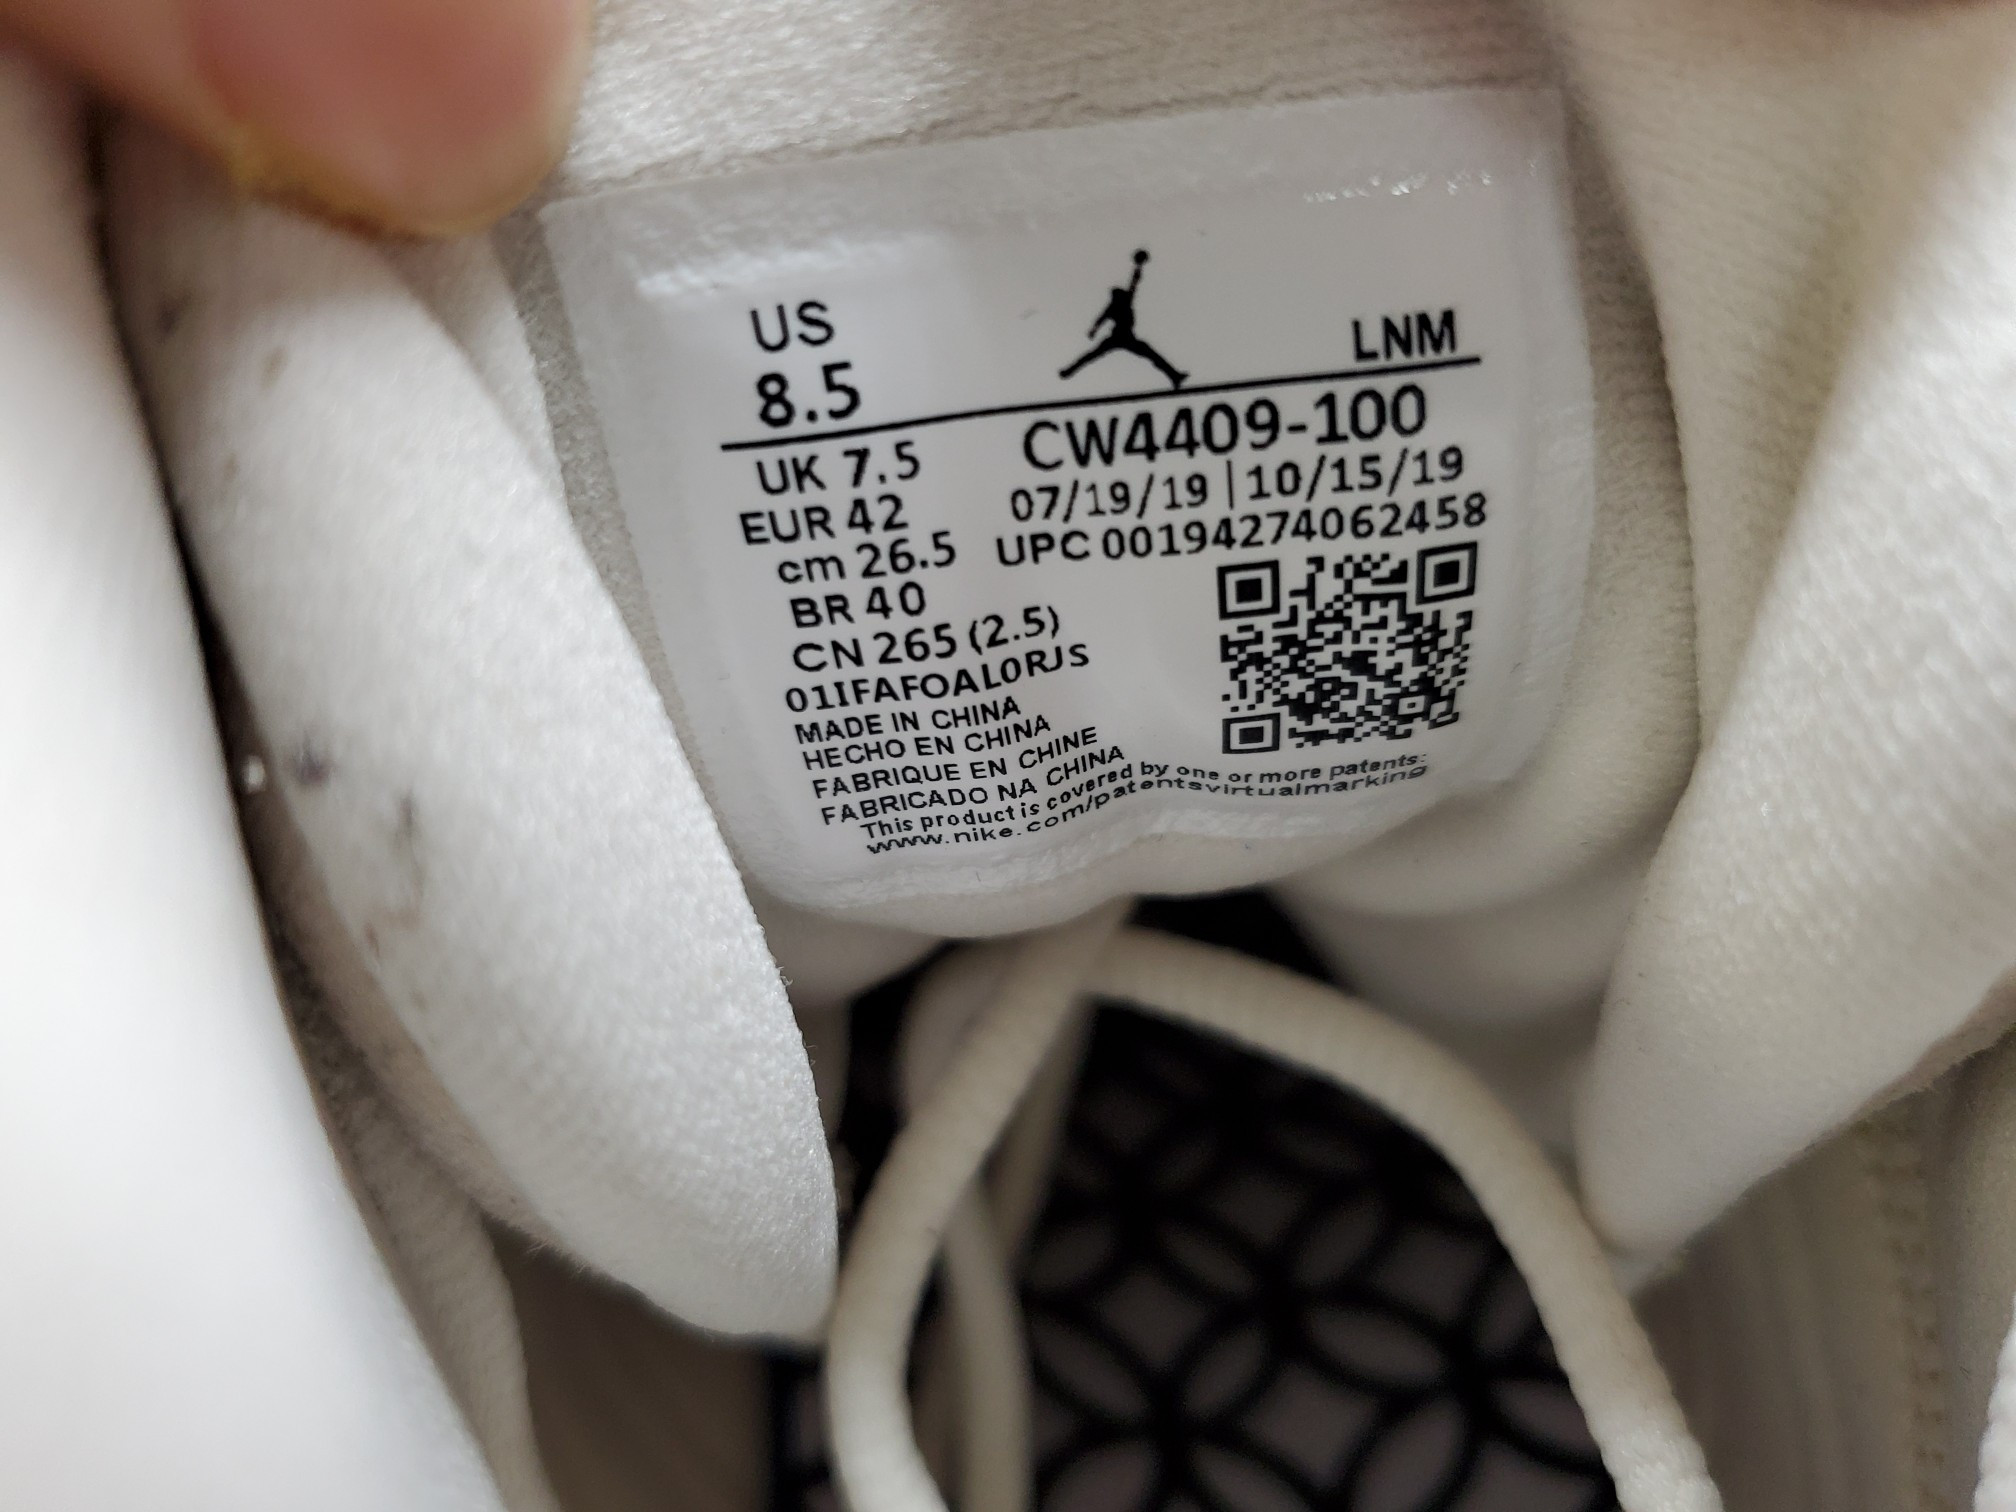 US
8.5
LNM
UK 7.5
EUR 42
cm 26.5
BR 40
CN 265 (2.5)
CW4409-100
07/19/19 | 10/15/19
UPC 00194274062458
01IFAFOAL0RJS
MADE IN CHINA
HECHO EN CHINA
FABRIQUE EN CHINE
FABRICADO NA CHINA
This product is covered by one or more patents:
www.nike.com/patentsvirtualmarking